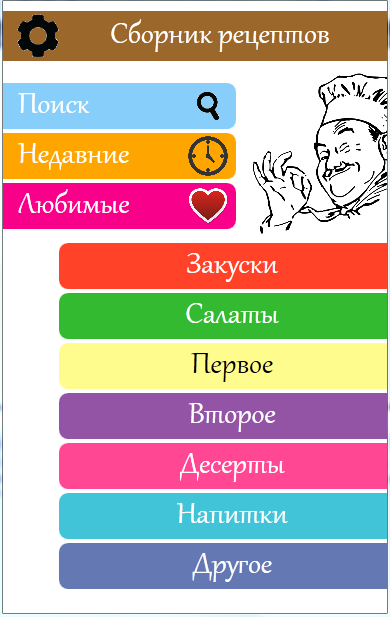 Сборник рецептов
Поиск
Недавние
Любимые
Закуски
Салаты
Первое
Второе
Десерты
Напитки
Другое